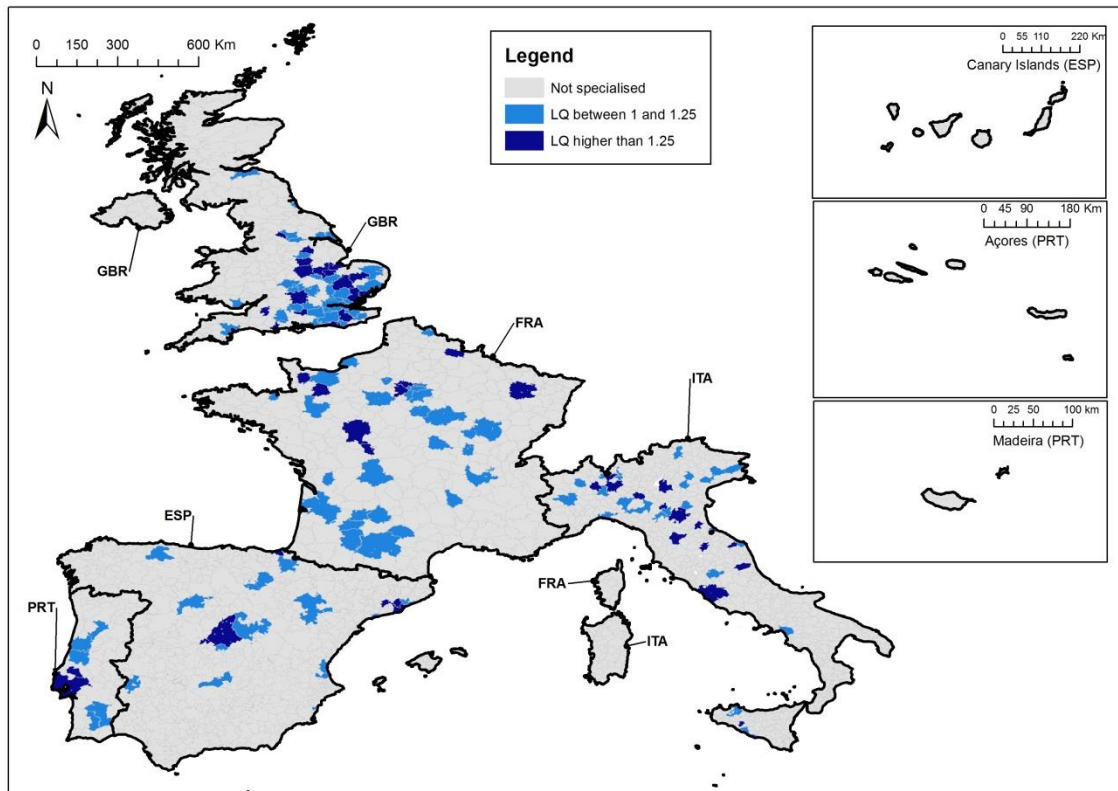 0 150 300 600 Km
N
Legend
Not specialised
LQ between 1 and 1.25
LQ higher than 1.25
0 55 110 220 Km
Canary Islands (ESP)
0 45 90 180 Km
Açores (PRT)
0 25 50 100 Km
Madeira (PRT)
GBR
GBR
FRA
ITA
ESP
FRA
PRT
ITA